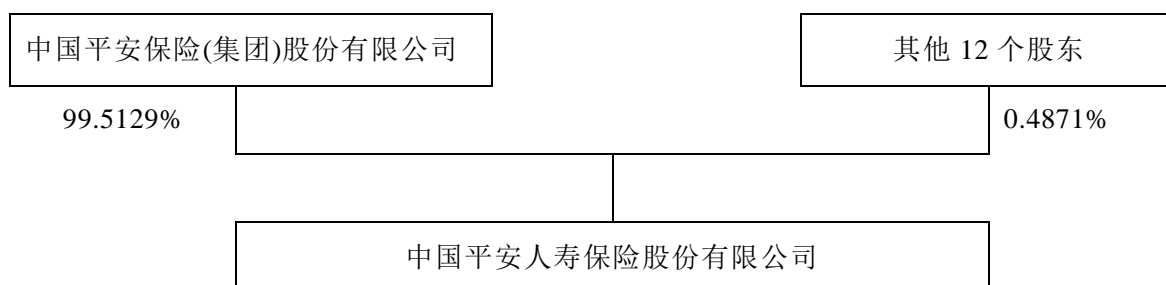 中国平安保险(集团)股份有限公司
其他 12 个股东
99.5129%
0.4871%
中国平安人寿保险股份有限公司